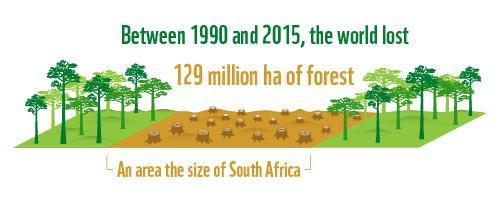 Between 1990 and 2015, the world lost
129 million ha of forest
An area the size of South Africa